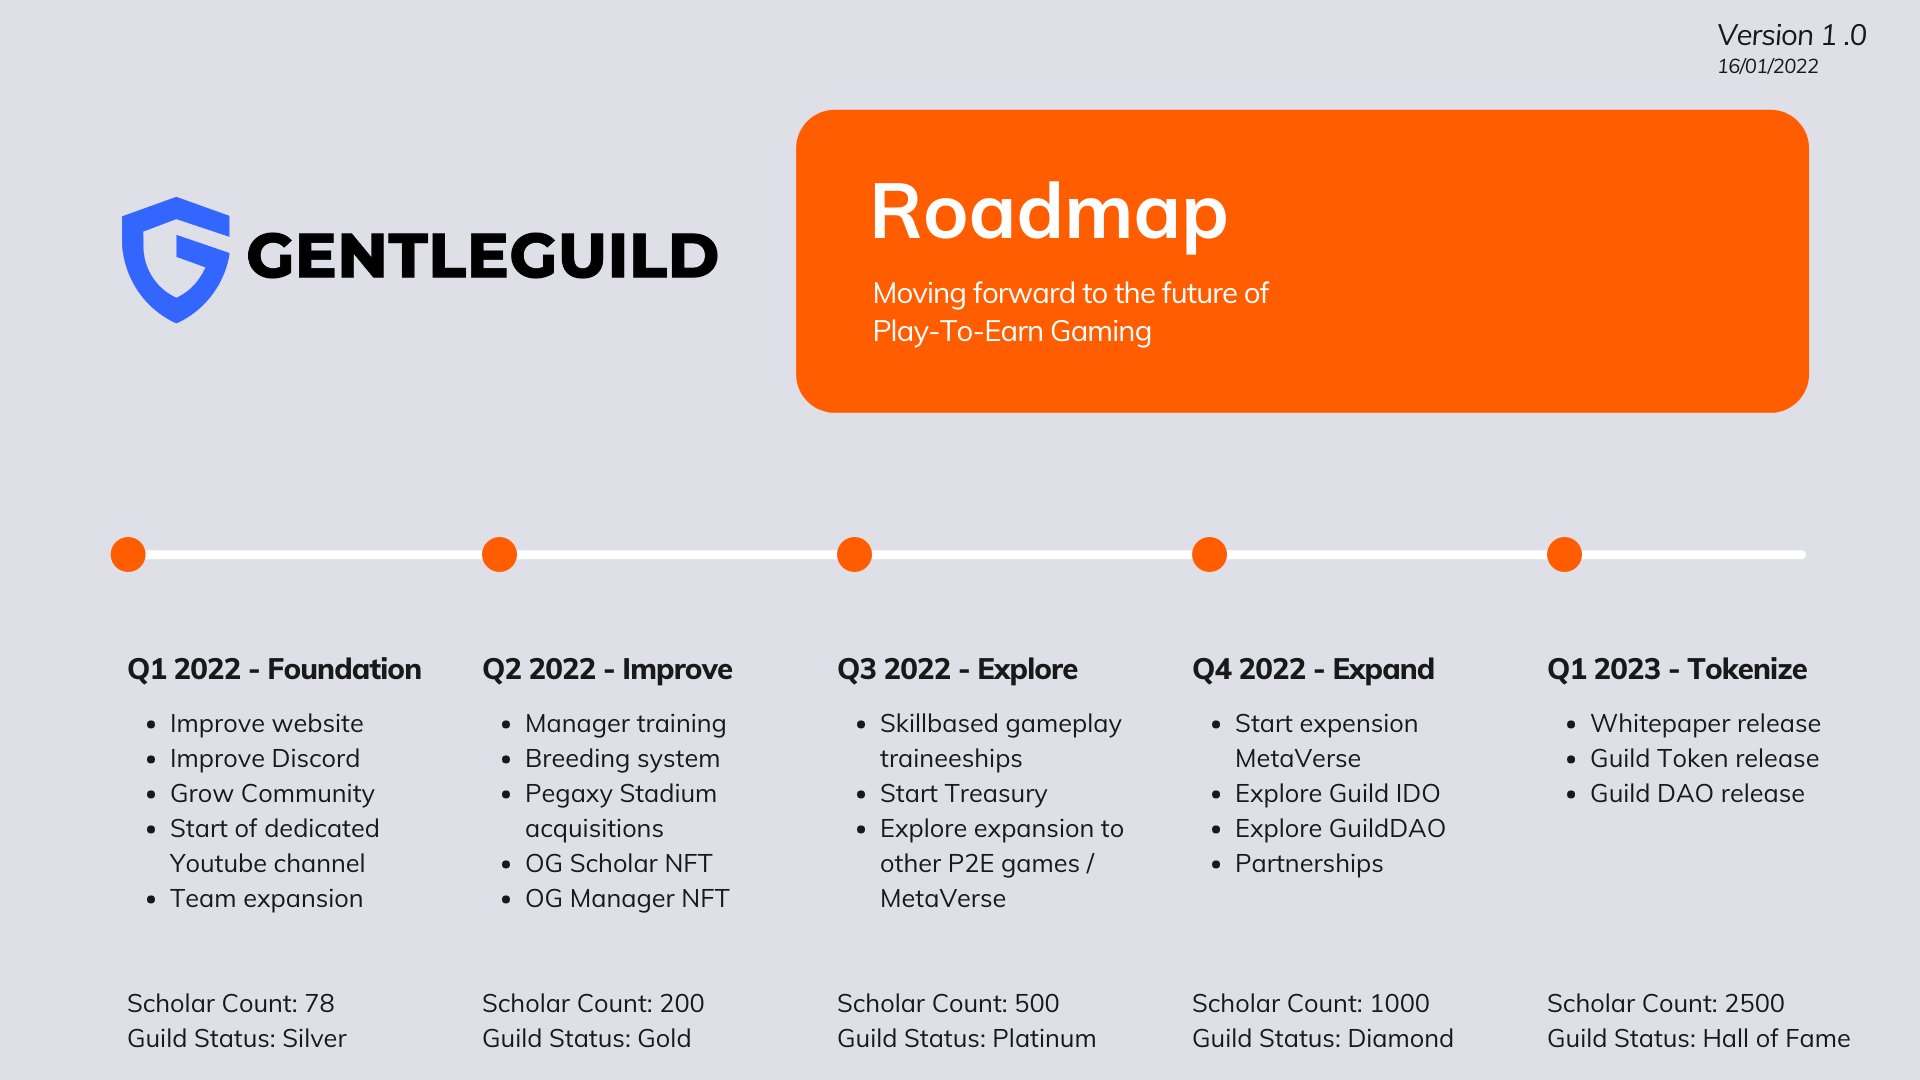 Version 1 .0
16/01/2022
GENTLEGUILD
Roadmap
Moving forward to the future of
Play-To-Earn Gaming
Q1 2022 - Foundation
• Improve website
• Improve Discord
• Grow Community
• Start of dedicated
Youtube channel
• Team expansion
Scholar Count: 78
Guild Status: Silver
Q2 2022 - Improve
• Manager training
• Breeding system
• Pegaxy Stadium
acquisitions
• OG Scholar NFT
• OG Manager NFT
Scholar Count: 200
Guild Status: Gold
Q3 2022 - Explore
• Skillbased gameplay
traineeships
• Start Treasury
• Explore expansion to
other P2E games /
MetaVerse
Scholar Count: 500
Guild Status: Platinum
Q4 2022 - Expand
• Start expension
MetaVerse
• Explore Guild IDO
• Explore GuildDAO
• Partnerships
Scholar Count: 1000
Guild Status: Diamond
Q1 2023 - Tokenize
• Whitepaper release
• Guild Token release
• Guild DAO release
Scholar Count: 2500
Guild Status: Hall of Fame